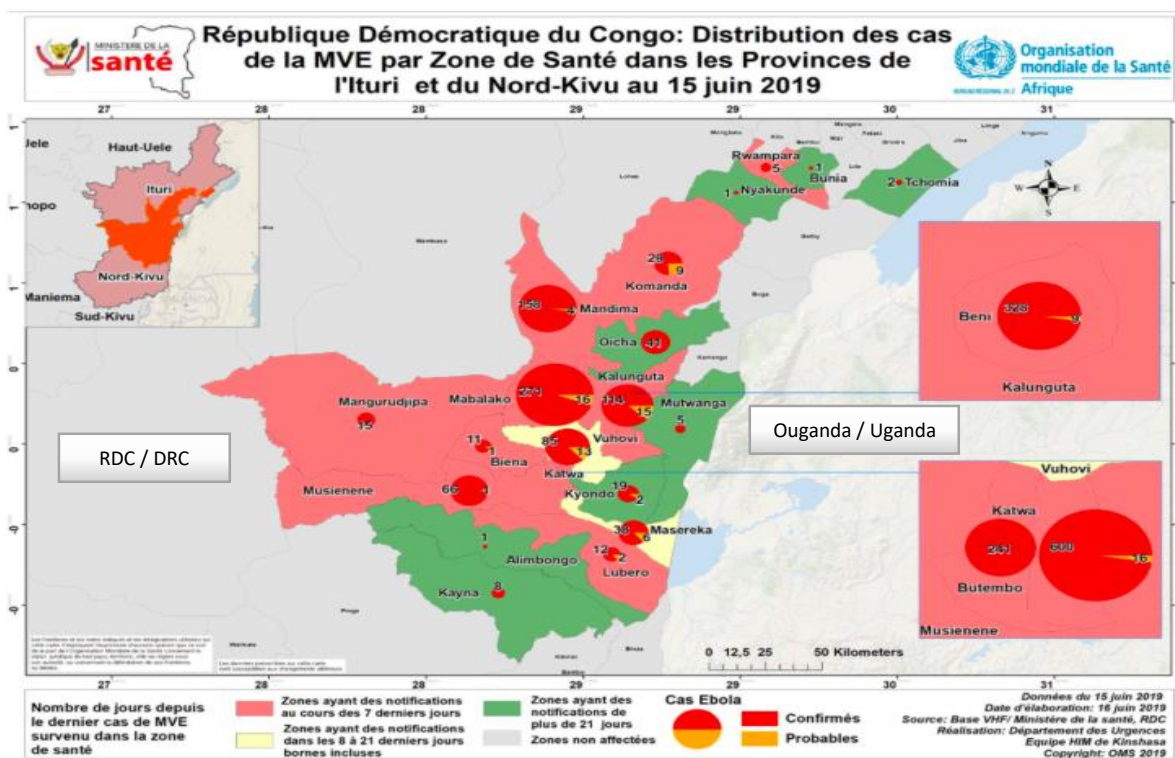 MINISTERE DE LA
santé
République Démocratique du Congo: Distribution des cas
de la MVE par Zone de Santé dans les Provinces de
l'Ituri et du Nord-Kivu au 15 juin 2019
Organisation
mondiale de la Santé
Afrique
27
28
28
29
29
30
31
Haut-Uele
Ituri
Nord-Kivu
Maniema
Sud-Kivu
Rwampara
5
1
Bunia
1
Nyakunde
2
Tchomia
N
W
E
S
29
9
Komanda
158
4
Mandima
Oicha
41
Kalunguta
114
15
Mabalako
271
16
Mangurudjipa
15
Mutwanga
5
Vuhovi
85
13
Katwa
11
1
Biena
Musienene
66
1
Kyondo
19
2
Masereka
38
6
12
2
Lubero
1
Alimbongo
Kayna
8
RDC / DRC
Ouganda / Uganda
Beni
328
9
Kalunguta
Vuhovi
Katwa
241
600
16
Butembo
Musienene
0 12,5 25 50 Kilometers
27
28
28
29
29
30
31
Nombre de jours depuis
le dernier cas de MVE
survenu dans la zone
de santé
Zones ayant des notifications
au cours des 7 derniers jours
Zones ayant des notifications
dans les 8 à 21 derniers jours
bornes incluses
Zones ayant des
notifications de
plus de 21 jours
Zones non affectées
Cas Ebola
Confirmés
Probables
Données du 15 juin 2019
Date d'élaboration: 16 juin 2019
Source: Base VHF/ Ministère de la santé, RDC
Réalisation: Département des Urgences
Equipe HIM de Kinshasa
Copyright: OMS 2019